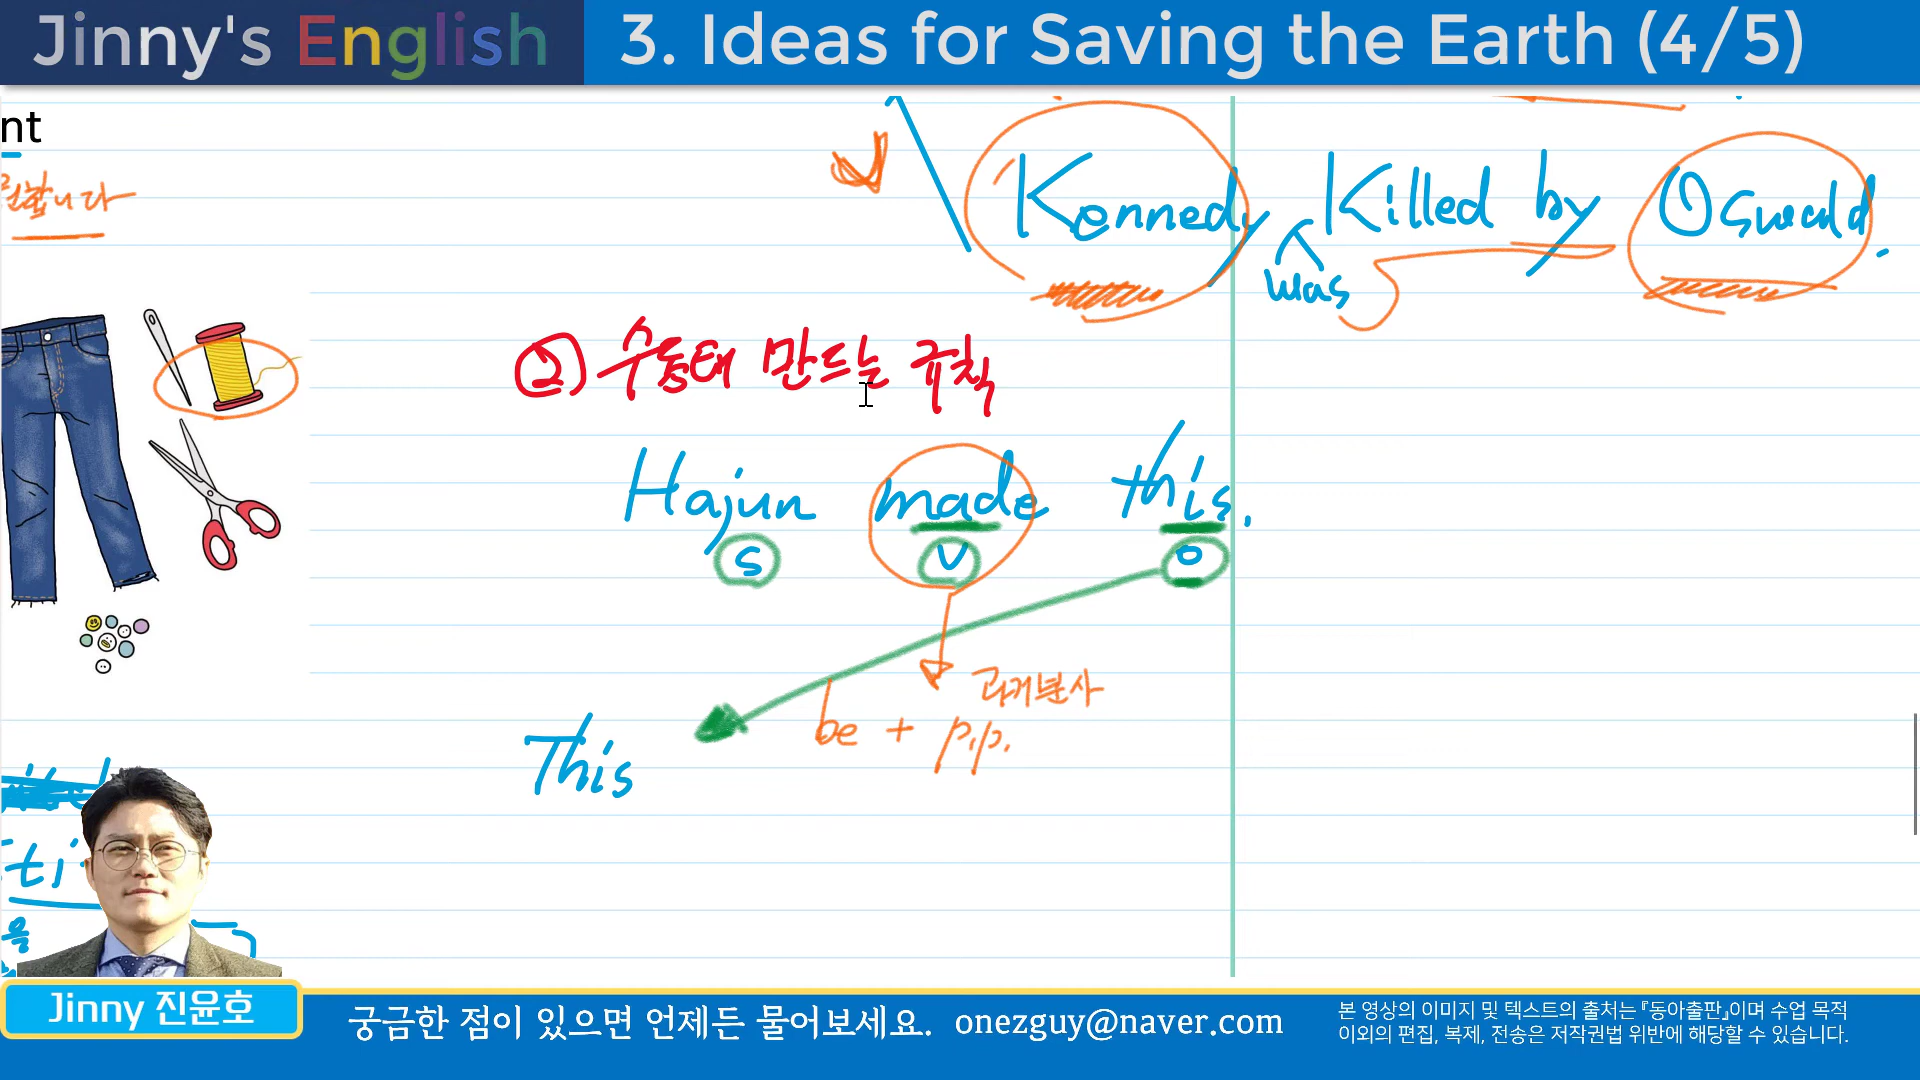 Jinny's English
3. Ideas for Saving the Earth (4/5)
nt
합니다
Kennedy Killed by Oswald.
was
② 수동태 만드는 규칙
Hajun made this.
S V O
과거분사
be + p.p.
This
ti
을
Jinny 진윤호
궁금한 점이 있으면 언제든 물어보세요. onezguy@naver.com
본 영상의 이미지 및 텍스트의 출처는 『동아출판』이며 수업 목적
이외의 편집, 복제, 전송은 저작권법 위반에 해당할 수 있습니다.